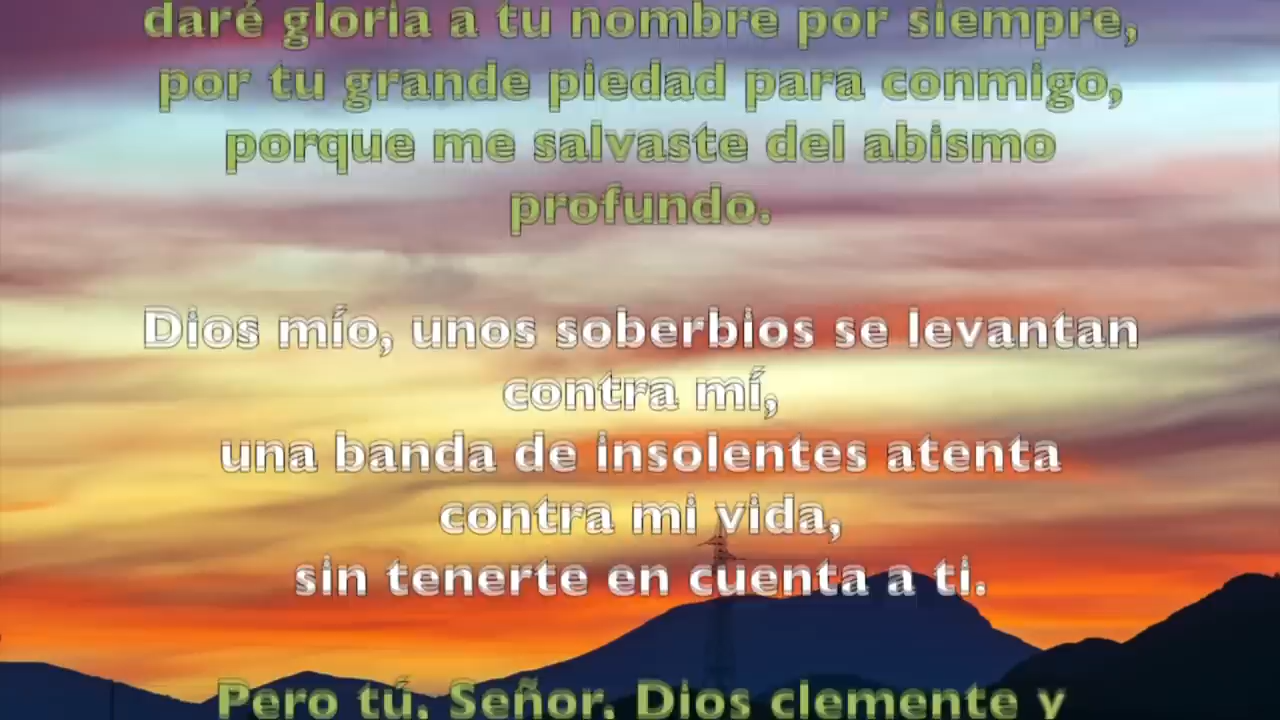 daré gloria a tu nombre por siempre,
por tu grande piedad para conmigo,
porque me salvaste del abismo
profundo.
Dios mío, unos soberbios se levantan
contra mí,
una banda de insolentes atenta
contra mi vida,
sin tenerte en cuenta a ti.
Pero tú, Señor, Dios clemente y